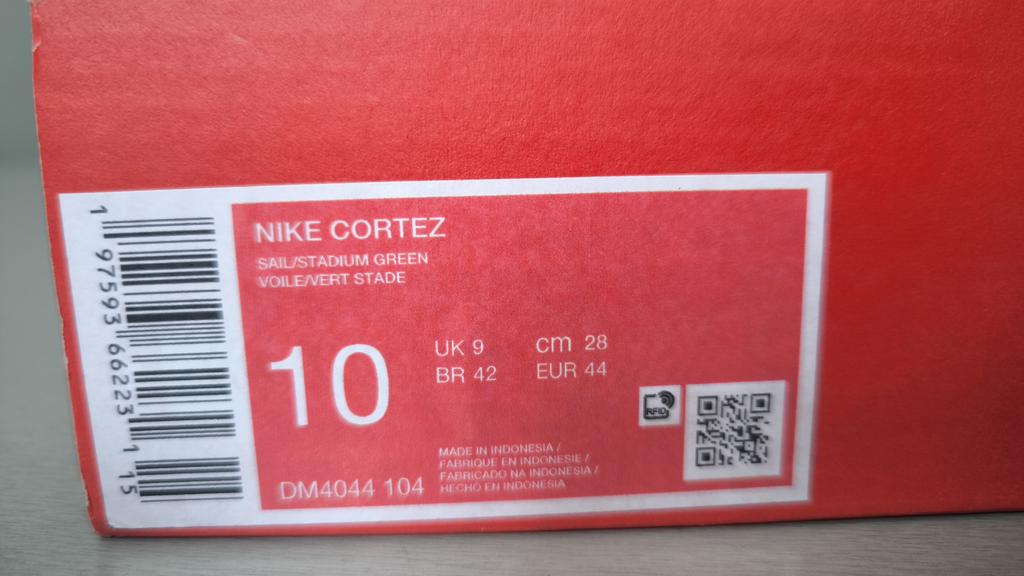 NIKE CORTEZ
SAIL/STADIUM GREEN
VOILE/VERT STADE
10
UK 9 cm 28
BR 42 EUR 44
RFID
MADE IN INDONESIA /
FABRIQUE EN INDONESIE /
FABRICADO NA INDONESIA /
HECHO EN INDONESIA
DM4044 104
1 97593 66223 1 15